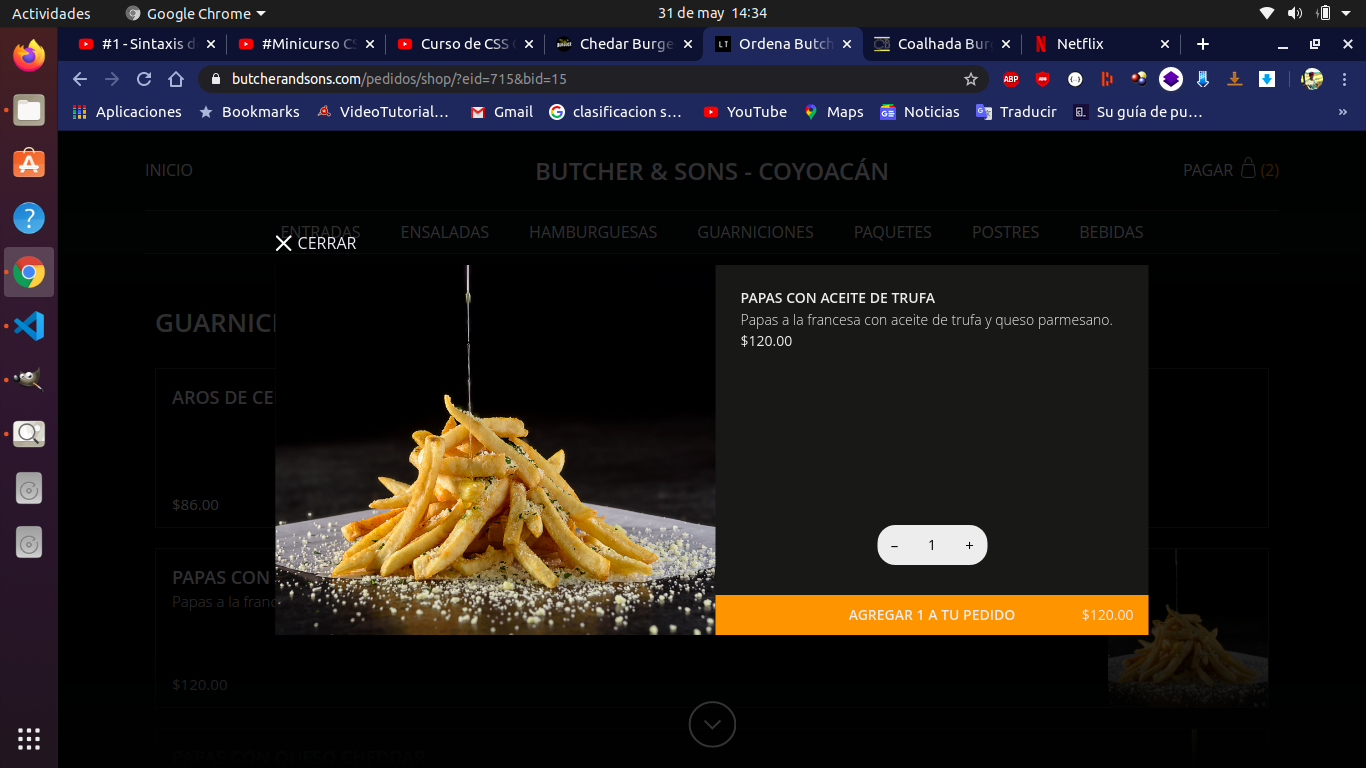 Actividades
Google Chrome
31 de may 14:34
#1 - Sintaxis d
#Minicurso CS
Curso de CSS
Chedar Burge
Ordena Butch
Coalhada Bur
Netflix
butcherandsons.com/pedidos/shop/?eid=715&bid=15
Aplicaciones
Bookmarks
VideoTutorial...
Gmail
clasificacion s...
YouTube
Maps
Noticias
Traducir
Su guía de pu...
»
INICIO
BUTCHER & SONS - COYOACÁN
PAGAR (2)
ENTRADAS
ENSALADAS
HAMBURGUESAS
GUARNICIONES
PAQUETES
POSTRES
BEBIDAS
CERRAR
GUARNICI
PAPAS CON ACEITE DE TRUFA
Papas a la francesa con aceite de trufa y queso parmesano.
$120.00
AROS DE CE
$86.00
– 1 +
AGREGAR 1 A TU PEDIDO $120.00
PAPAS CON
Papas a la franc
$120.00
PAPAS CON QUESO CHEDDAR